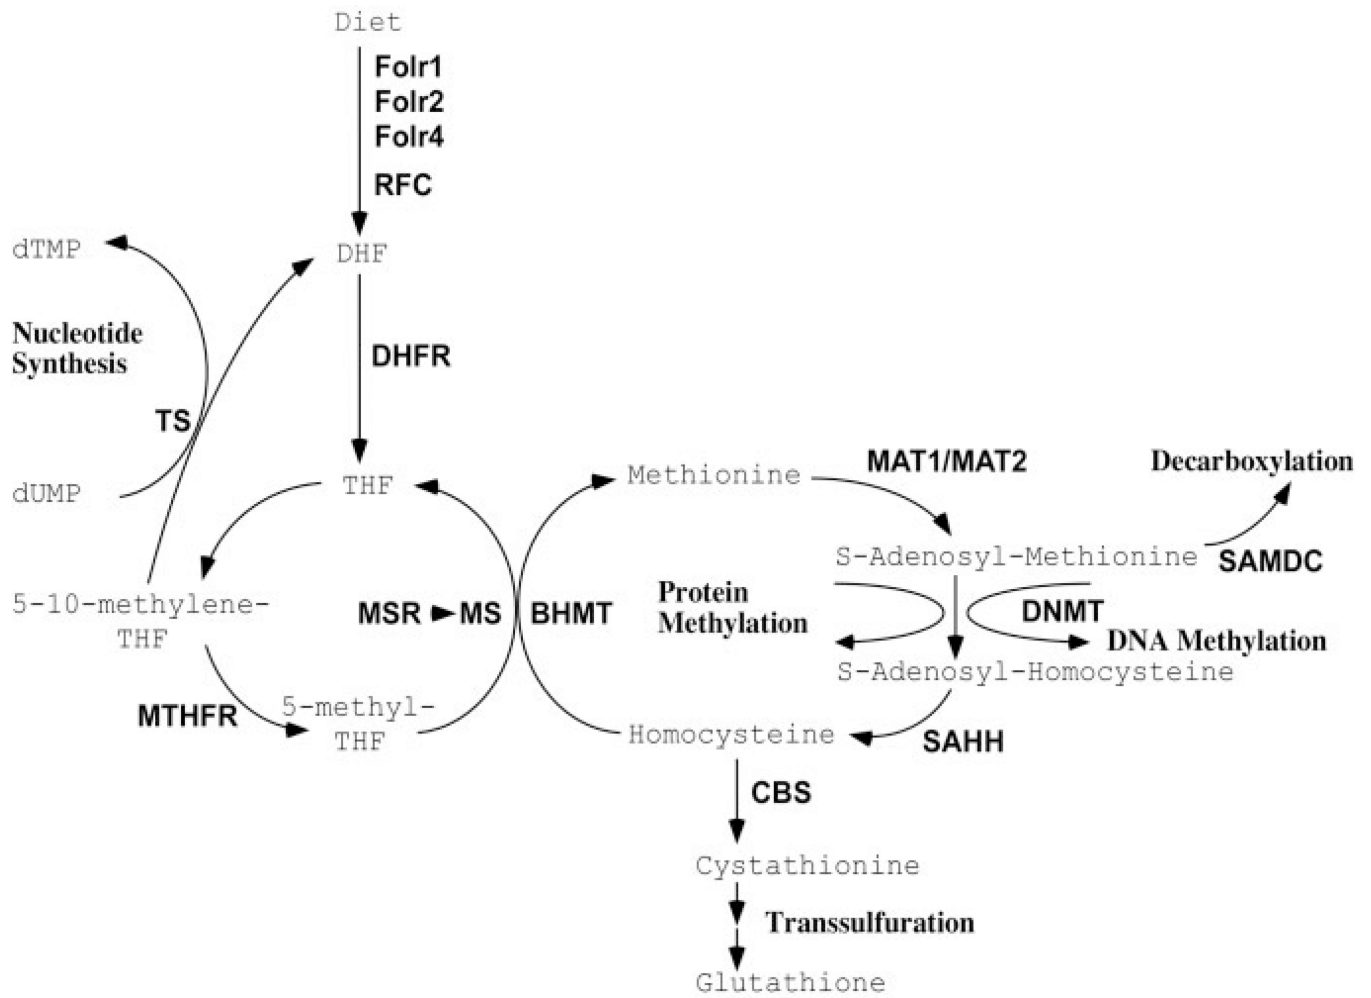 Diet
Folr1
Folr2
Folr4
RFC
dTMP
DHF
Nucleotide
Synthesis
DHFR
TS
dUMP
THF
Methionine
MAT1/MAT2
Decarboxylation
S-Adenosyl-Methionine
SAMDC
5-10-methylene-
THF
MSR
MS
BHMT
Protein
Methylation
DNMT
DNA Methylation
S-Adenosyl-Homocysteine
MTHFR
5-methyl-
THF
Homocysteine
SAHH
CBS
Cystathionine
Transsulfuration
Glutathione